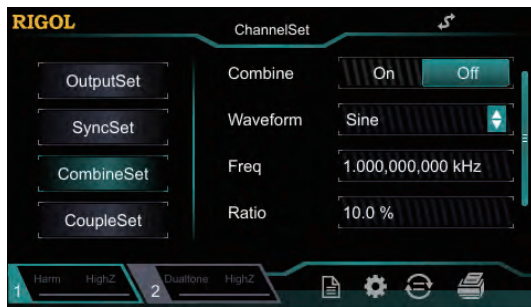 RIGOL
ChannelSet
OutputSet
SyncSet
CombineSet
CoupleSet
Combine On Off
Waveform Sine
Freq 1.000,000,000 kHz
Ratio 10.0 %
1 Harm HighZ 2 Dualtone HighZ